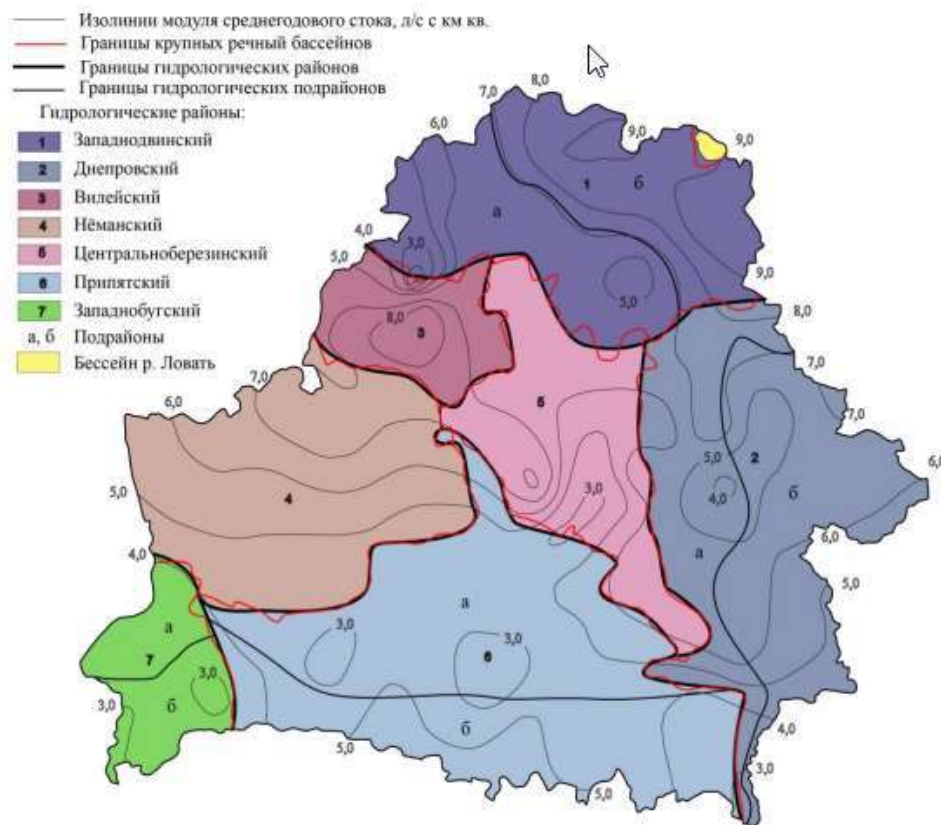 Изолинии модуля среднегодового стока, л/с с км кв.
Границы крупных речный бассейнов
Границы гидрологических районов
Границы гидрологических подрайонов
Гидрологические районы:
1 Западнодвинский
2 Днепровский
3 Вилейский
4 Нёманский
5 Центральноберезинский
6 Припятский
7 Западнобугский
а, б Подрайоны
Бессейн р. Ловать
8,0
7,0
6,0
9,0
9,0
1
б
а
4,0
3,0
5,0
5,0
9,0
8,0
8,0
3
7,0
7,0
6,0
5
7,0
5,0
2
6,0
5,0
4
3,0
4,0
б
6,0
4,0
а
5,0
а
а
3,0
3,0
7
6
3,0
б
3,0
б
5,0
4,0
3,0
5,0